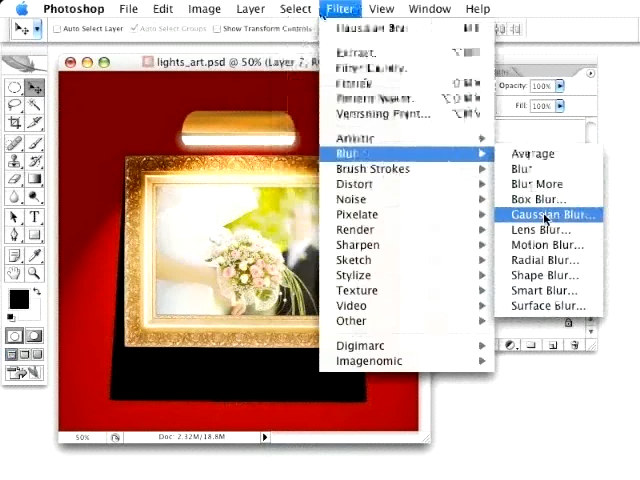 Photoshop File Edit Image Layer Select Filter View Window Help
Auto Select Layer Auto Select Groups Show Transform Controls
lights_art.psd @ 50% (Layer 7, R
Gaussian Blur
Extract...
Liquify...
Pattern Maker...
Vanishing Point...
Artistic
Blur
Brush Strokes
Distort
Noise
Pixelate
Render
Sharpen
Sketch
Stylize
Texture
Video
Other
Digimarc
Imagenomic
Average
Blur
Blur More
Box Blur...
Gaussian Blur...
Lens Blur...
Motion Blur...
Radial Blur...
Shape Blur...
Smart Blur...
Surface Blur...
Opacity: 100%
Fill: 100%
50% Doc: 2.32M/18.8M